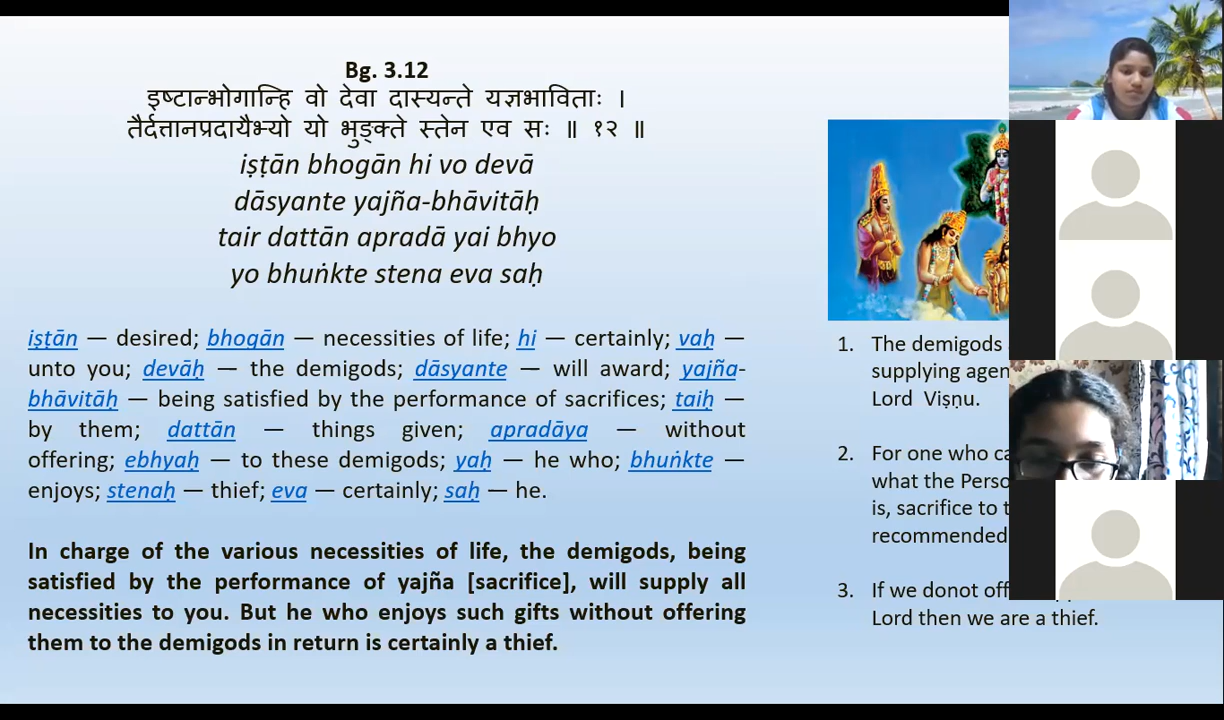 Bg. 3.12
इष्टान्भोगान्हि वो देवा दास्यन्ते यज्ञभाविताः ।
तैर्दत्तानप्रदायैभ्यो यो भुङ्क्ते स्तेन एव सः ॥ १२ ॥
iṣṭān bhogān hi vo devā
dāsyante yajña-bhāvitāḥ
tair dattān apradā yai bhyo
yo bhuṅkte stena eva saḥ
iṣṭān — desired; bhogān — necessities of life; hi — certainly; vaḥ —
unto you; devāḥ — the demigods; dāsyante — will award; yajña-
bhāvitāḥ — being satisfied by the performance of sacrifices; taiḥ —
by them; dattān — things given; apradāya — without
offering; ebhyaḥ — to these demigods; yaḥ — he who; bhuṅkte —
enjoys; stenaḥ — thief; eva — certainly; saḥ — he.
In charge of the various necessities of life, the demigods, being
satisfied by the performance of yajña [sacrifice], will supply all
necessities to you. But he who enjoys such gifts without offering
them to the demigods in return is certainly a thief.
1. The demigods
supplying
Lord Viṣṇu.
2. For one who
what the
is, sacrifice to
recommended
3. If we donot
Lord then we are a thief.